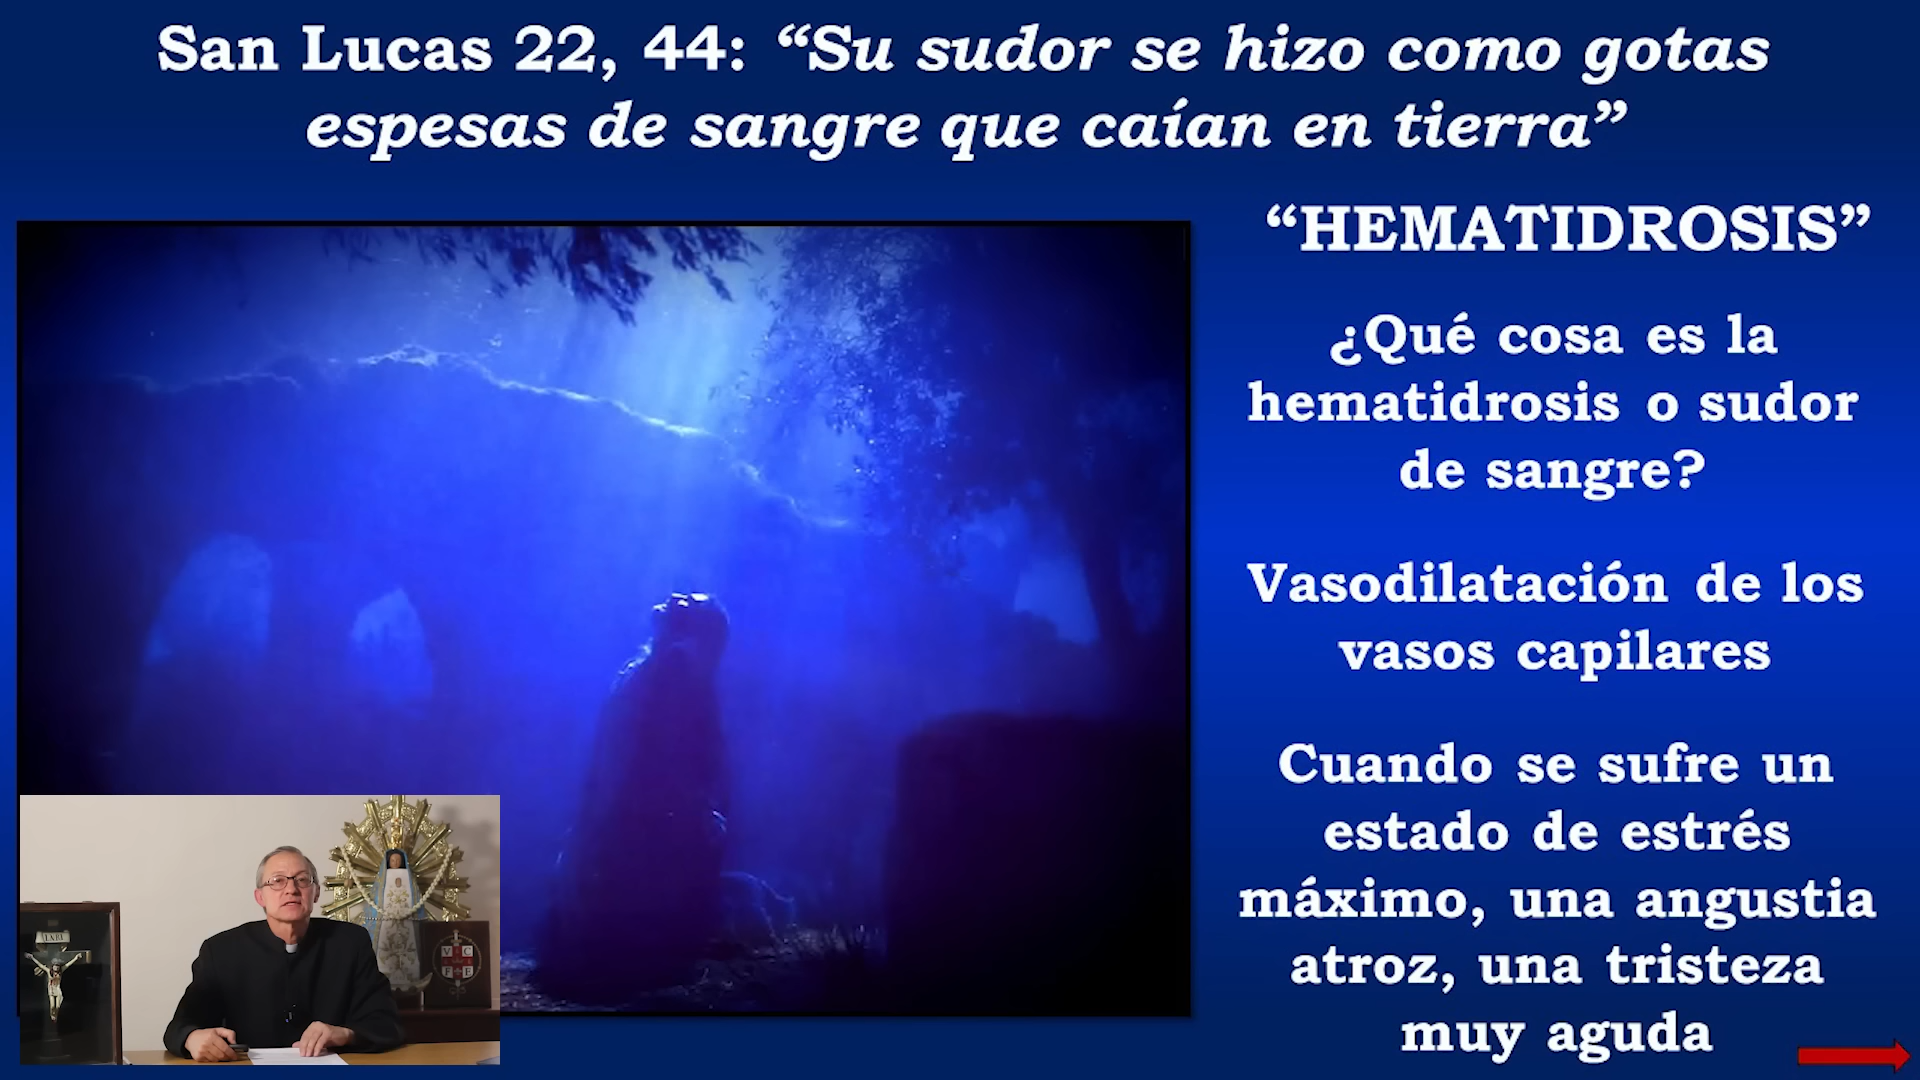 San Lucas 22, 44: “Su sudor se hizo como gotas
espesas de sangre que caían en tierra”
“HEMATIDROSIS”
¿Qué cosa es la
hematidrosis o sudor
de sangre?
Vasodilatación de los
vasos capilares
Cuando se sufre un
estado de estrés
máximo, una angustia
atroz, una tristeza
muy aguda
INRI
V C
F E